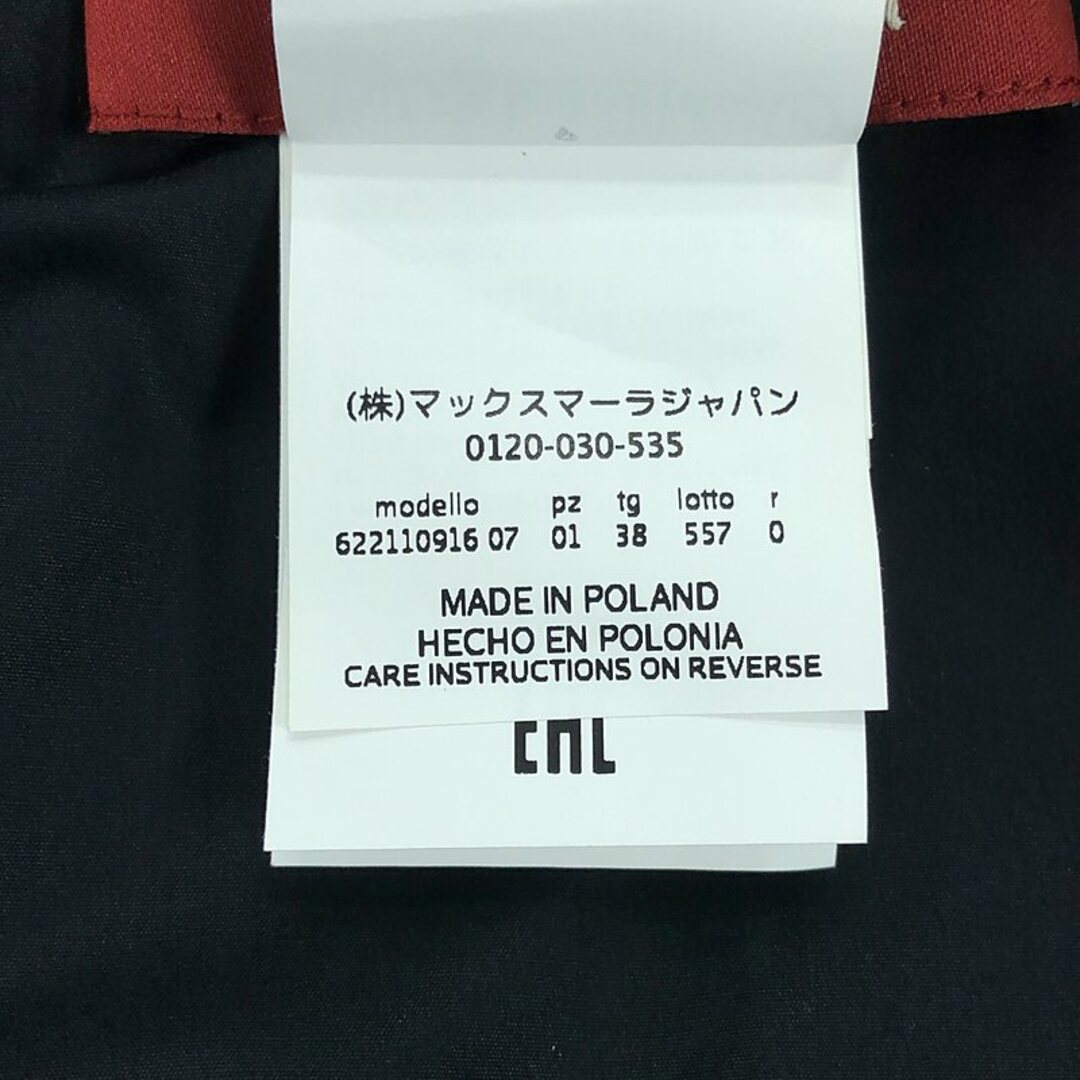 (株)マックスマーラジャパン
0120-030-535
modello pz tg lotto r
622110916 07 01 38 557 0
MADE IN POLAND
HECHO EN POLONIA
CARE INSTRUCTIONS ON REVERSE